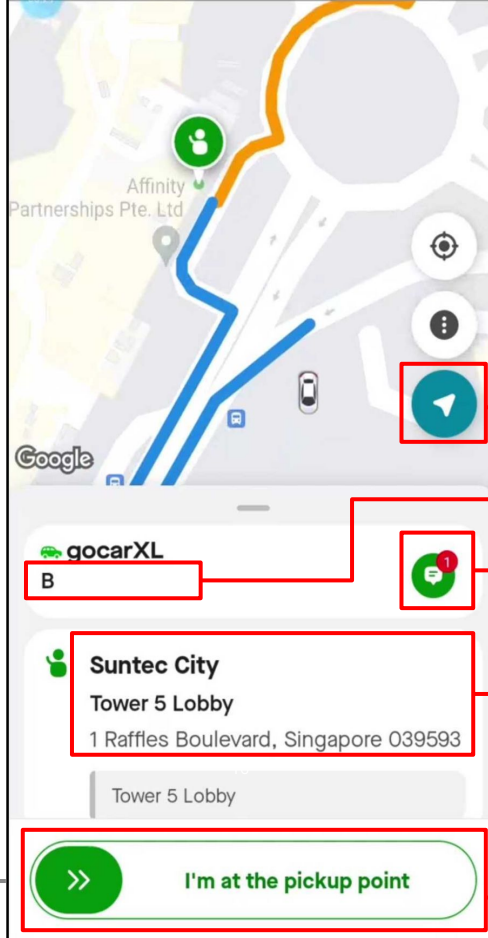 Affinity
Partnerships Pte. Ltd
Google
gocarXL
1
B
Suntec City
Tower 5 Lobby
1 Raffles Boulevard, Singapore 039593
Tower 5 Lobby
I'm at the pickup point